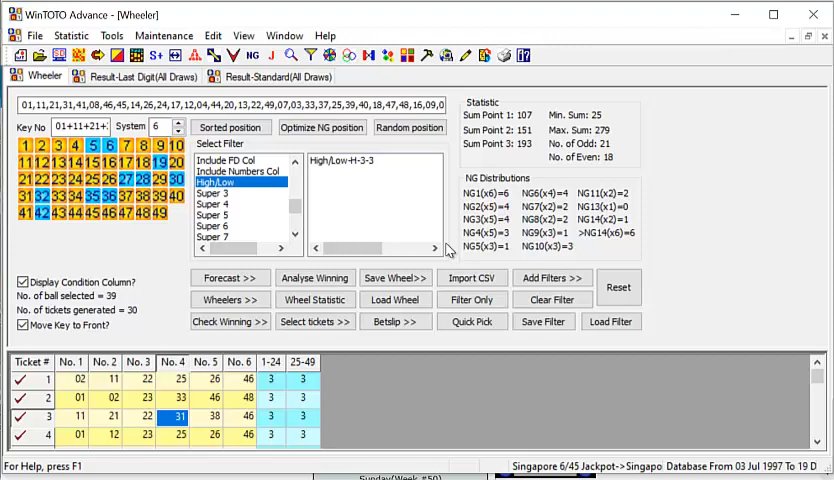 WinTOTO Advance - [Wheeler]
File Statistic Tools Maintenance Edit View Window Help
S+ NG J
Wheeler Result-Last Digit(All Draws) Result-Standard(All Draws)
01,11,21,31,41,08,46,45,14,26,24,17,12,04,44,20,13,22,49,07,03,33,37,25,39,40,18,47,48,16,09,0
Key No 01+11+21+ System 6 Sorted position Optimize NG position Random position
1 2 3 4 5 6 7 8 9 10
11 12 13 14 15 16 17 18 19 20
21 22 23 24 25 26 27 28 29 30
31 32 33 34 35 36 37 38 39 40
41 42 43 44 45 46 47 48 49
Select Filter
Include FD Col
Include Numbers Col
High/Low
Super 3
Super 4
Super 5
Super 6
Super 7
High/Low-H-3-3
Statistic
Sum Point 1: 107 Min. Sum: 25
Sum Point 2: 151 Max. Sum: 279
Sum Point 3: 193 No. of Odd: 21
No. of Even: 18
NG Distributions
NG1(x6)=6 NG6(x4)=4 NG11(x2)=2
NG2(x5)=4 NG7(x2)=2 NG13(x1)=0
NG3(x5)=4 NG8(x2)=2 NG14(x2)=1
NG4(x5)=3 NG9(x3)=1 >NG14(x6)=6
NG5(x3)=1 NG10(x3)=3
Display Condition Column?
No. of ball selected = 39
No. of tickets generated = 30
Move Key to Front?
Forecast >> Analyse Winning Save Wheel>> Import CSV Add Filters >> Reset
Wheelers >> Wheel Statistic Load Wheel Filter Only Clear Filter
Check Winning >> Select tickets >> Betslip >> Quick Pick Save Filter Load Filter
Ticket # No. 1 No. 2 No. 3 No. 4 No. 5 No. 6 1-24 25-49
1 02 11 22 25 26 46 3 3
2 01 02 23 33 46 48 3 3
3 11 21 22 31 38 46 3 3
4 01 12 23 25 26 46 3 3
For Help, press F1 Singapore 6/45 Jackpot->Singapo Database From 03 Jul 1997 To 19 D
Sunday(Week #50)